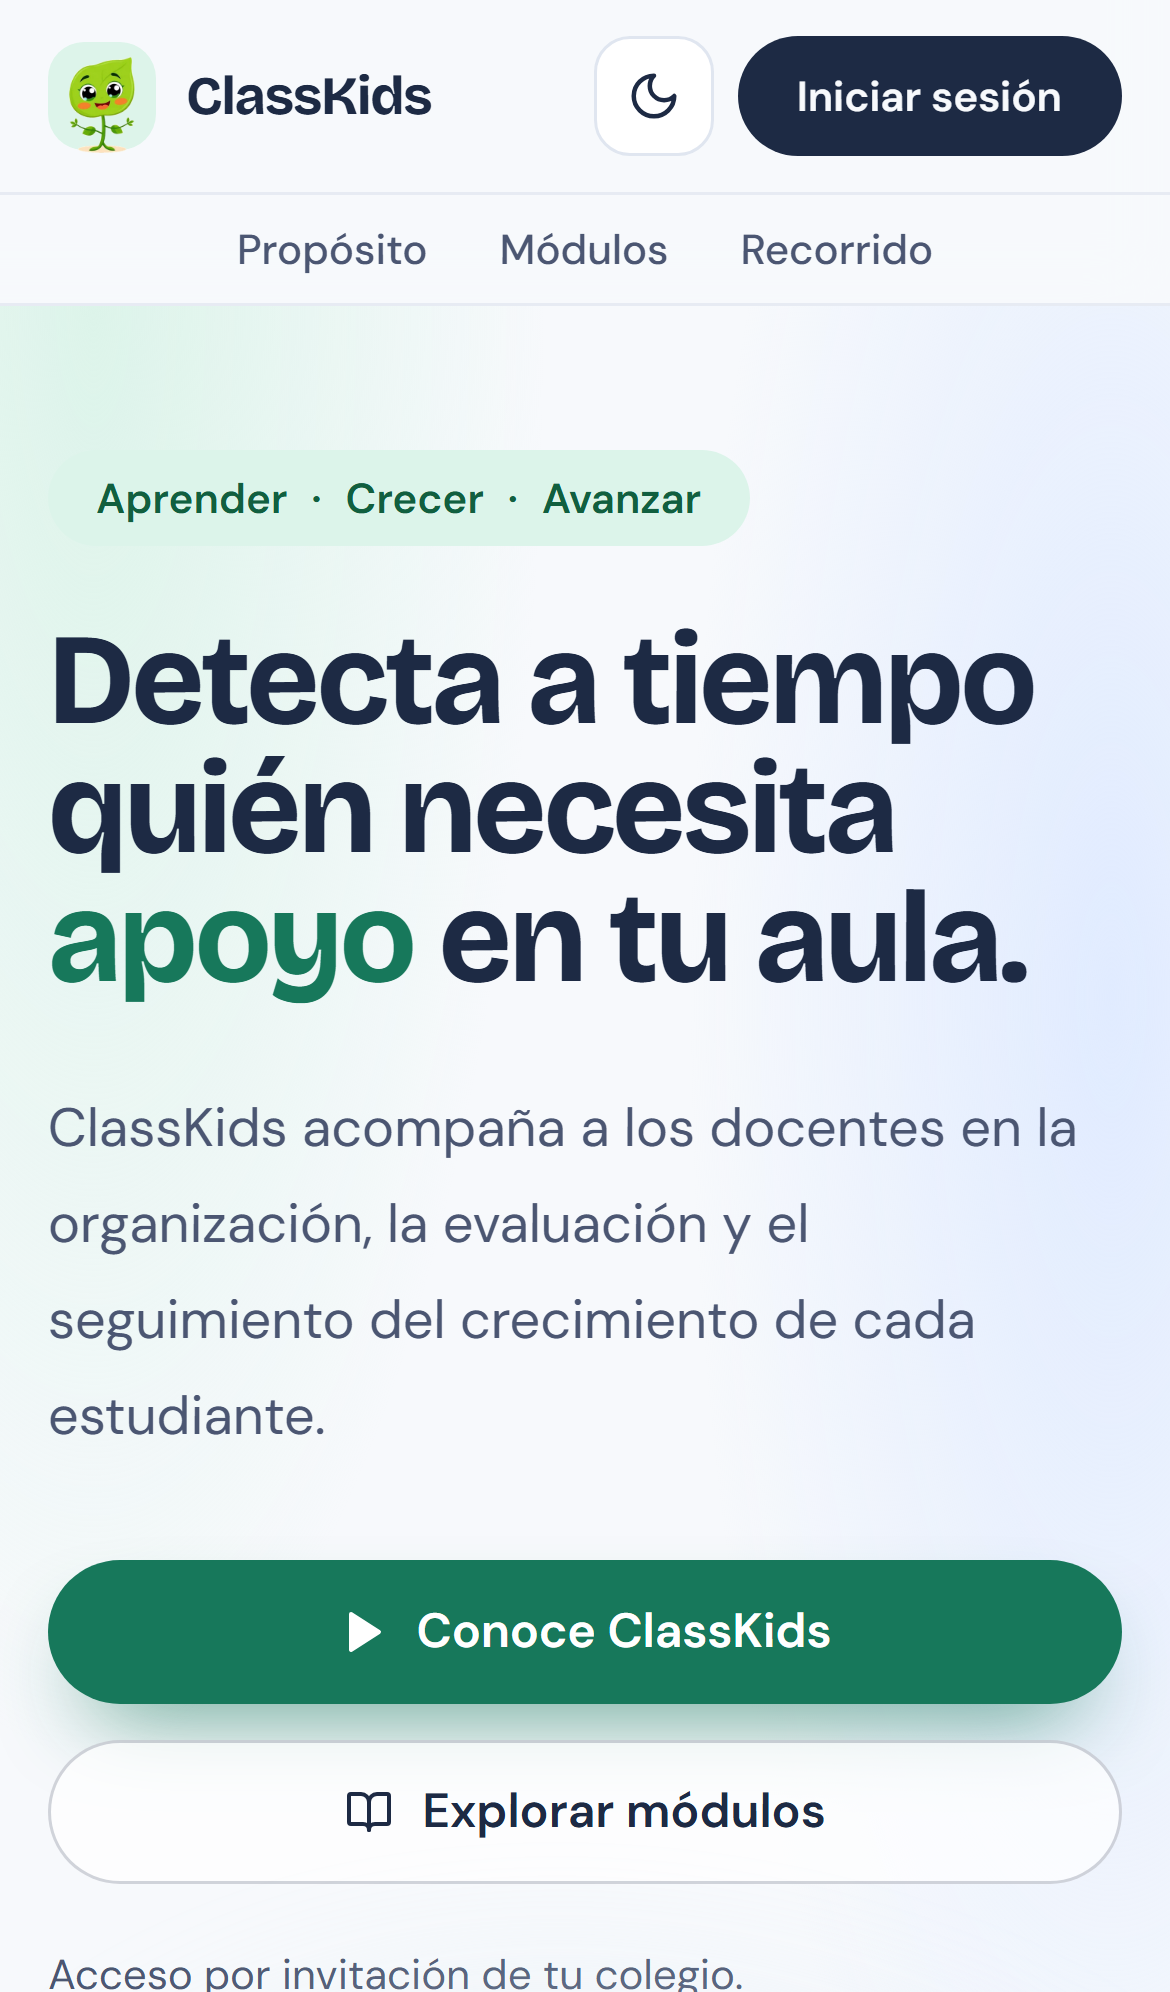 ClassKids
Iniciar sesión
Propósito Módulos Recorrido
Aprender · Crecer · Avanzar
Detecta a tiempo
quién necesita
apoyo en tu aula.
ClassKids acompaña a los docentes en la
organización, la evaluación y el
seguimiento del crecimiento de cada
estudiante.
Conoce ClassKids
Explorar módulos
Acceso por invitación de tu colegio.